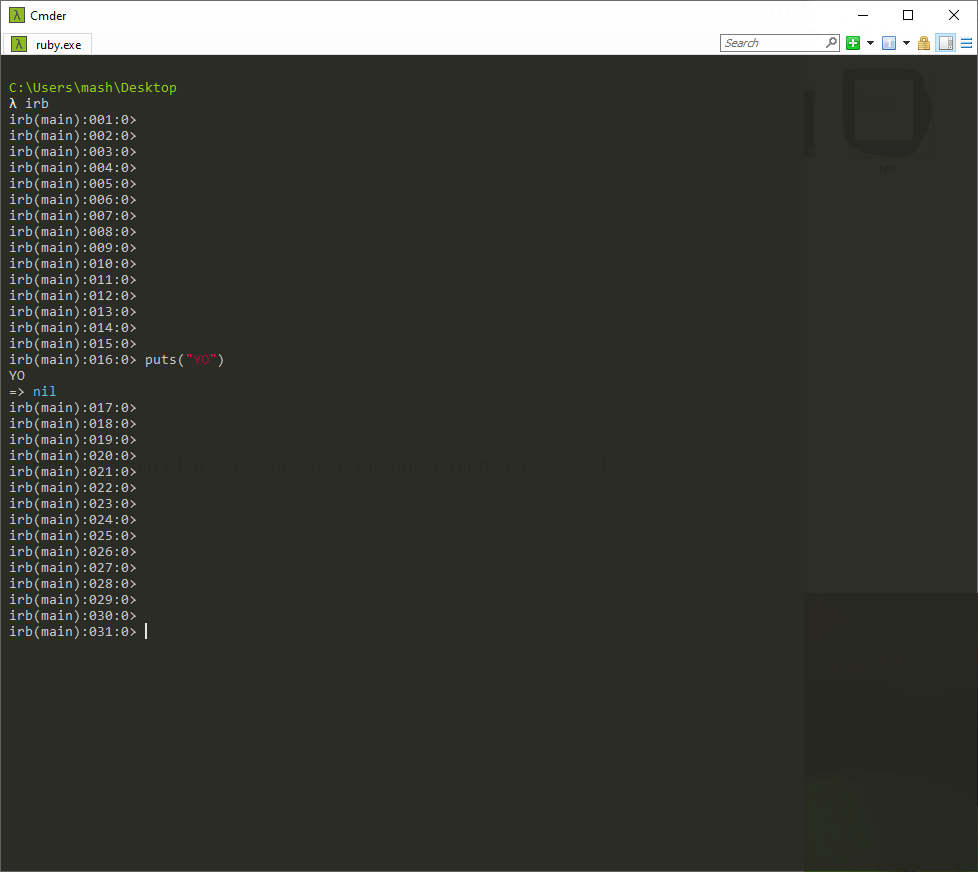 Cmder
ruby.exe
Search
C:\Users\mash\Desktop
λ irb
irb(main):001:0>
irb(main):002:0>
irb(main):003:0>
irb(main):004:0>
irb(main):005:0>
irb(main):006:0>
irb(main):007:0>
irb(main):008:0>
irb(main):009:0>
irb(main):010:0>
irb(main):011:0>
irb(main):012:0>
irb(main):013:0>
irb(main):014:0>
irb(main):015:0>
irb(main):016:0> puts("YO")
YO
=> nil
irb(main):017:0>
irb(main):018:0>
irb(main):019:0>
irb(main):020:0>
irb(main):021:0>
irb(main):022:0>
irb(main):023:0>
irb(main):024:0>
irb(main):025:0>
irb(main):026:0>
irb(main):027:0>
irb(main):028:0>
irb(main):029:0>
irb(main):030:0>
irb(main):031:0>